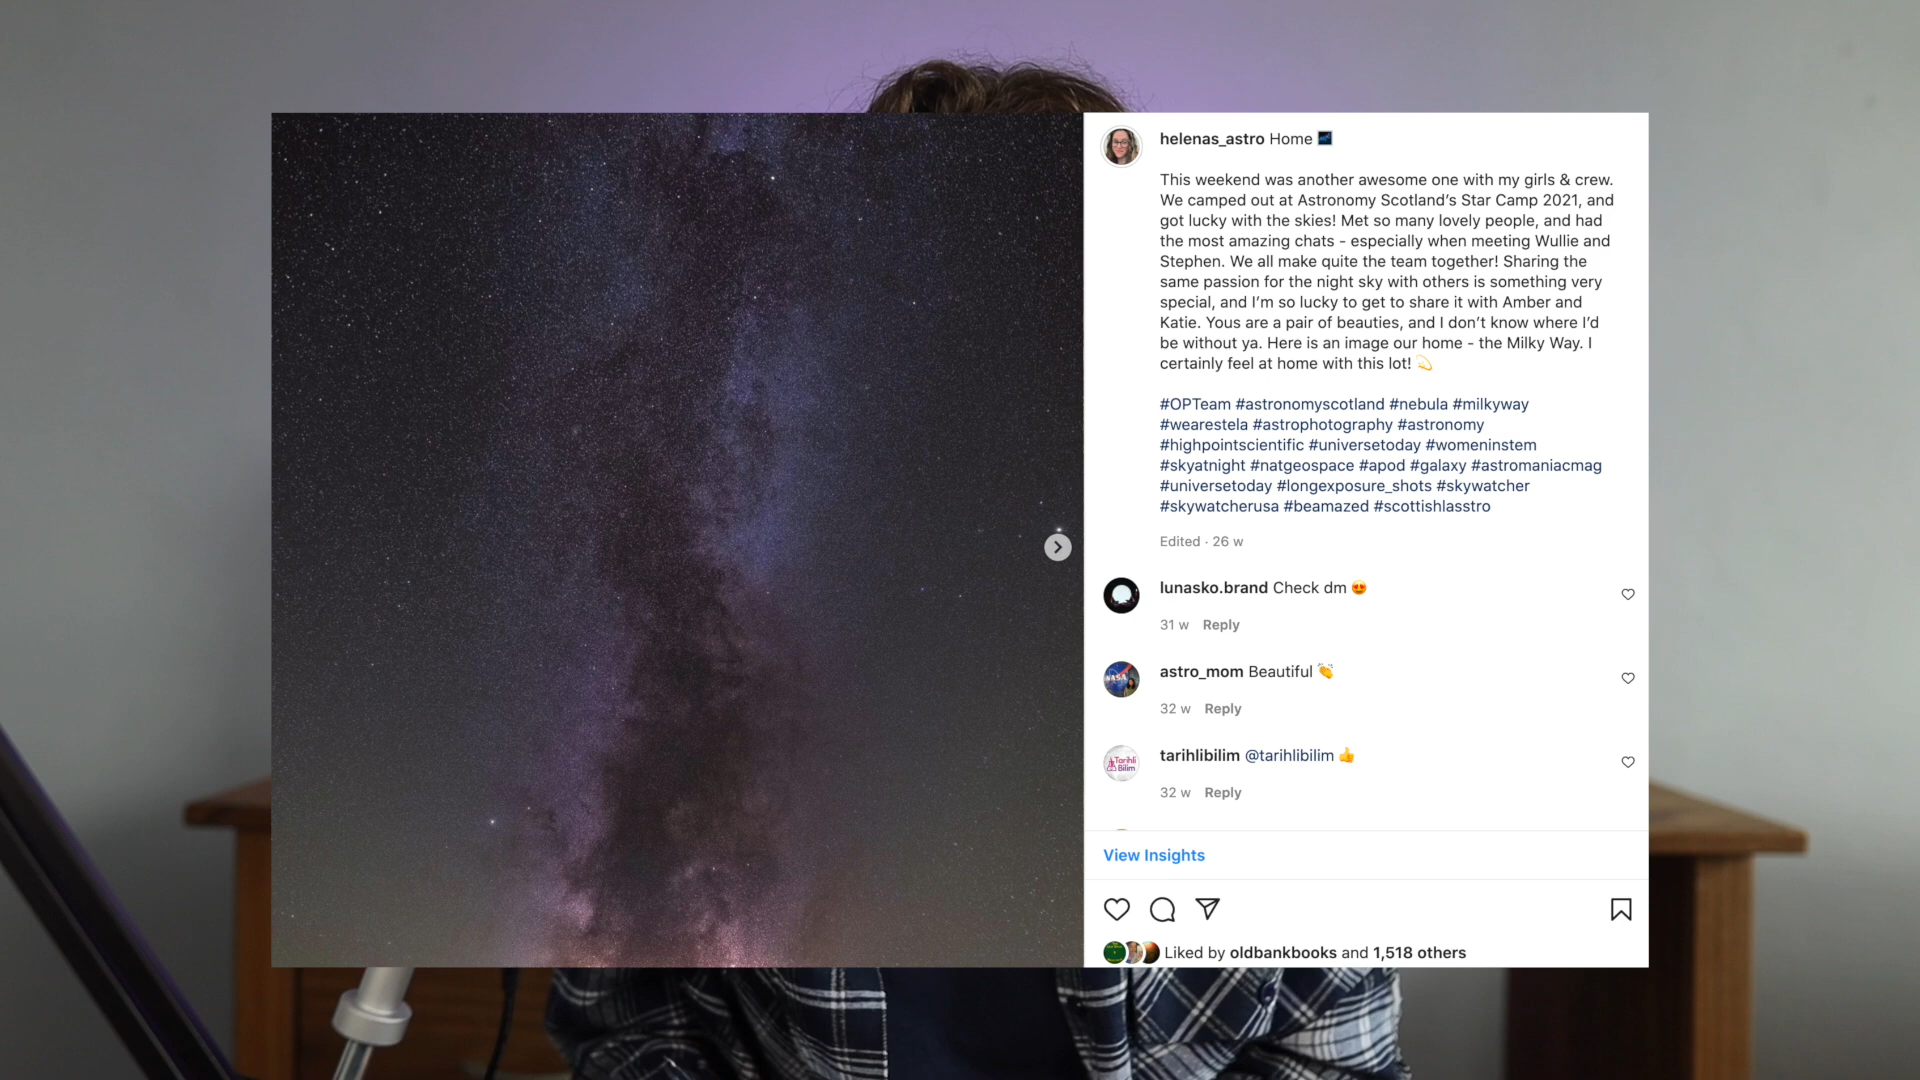 helenas_astro Home
This weekend was another awesome one with my girls & crew.
We camped out at Astronomy Scotland's Star Camp 2021, and
got lucky with the skies! Met so many lovely people, and had
the most amazing chats - especially when meeting Wullie and
Stephen. We all make quite the team together! Sharing the
same passion for the night sky with others is something very
special, and I'm so lucky to get to share it with Amber and
Katie. Yous are a pair of beauties, and I don't know where I'd
be without ya. Here is an image our home - the Milky Way. I
certainly feel at home with this lot! 💫
#OPTeam #astronomyscotland #nebula #milkyway
#wearestela #astrophotography #astronomy
#highpointscientific #universetoday #womeninstem
#skyatnight #natgeospace #apod #galaxy #astromaniacmag
#universetoday #longexposure_shots #skywatcher
#skywatcherusa #beamazed #scottishlasstro
Edited · 26 w
lunasko.brand Check dm 😍
31 w Reply
NASA
astro_mom Beautiful 👏
32 w Reply
Tarihli
Bilim
tarihlibilim @tarihlibilim 👍
32 w Reply
View Insights
Liked by oldbankbooks and 1,518 others